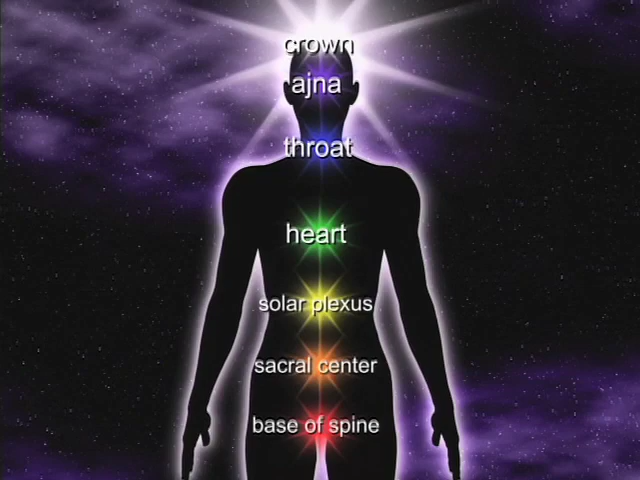 crown
ajna
throat
heart
solar plexus
sacral center
base of spine